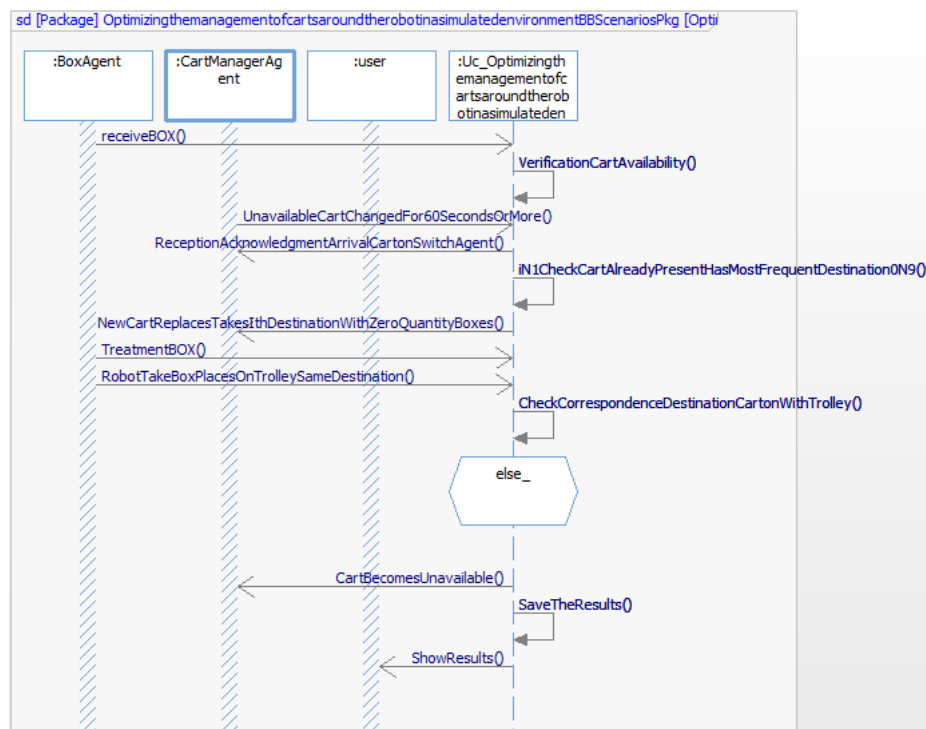 sd [Package] OptimizingthemanagementofcartsaroundtherobotinasimulatedenvironmentBBScenariosPkg [Opti
:BoxAgent
:CartManagerAg
ent
:user
:Uc_Optimizingth
emanagementofc
artsaroundtherob
otinasimulateden
receiveBOX()
VerificationCartAvailability()
UnavailableCartChangedFor60SecondsOrMore()
ReceptionAcknowledgmentArrivalCartonSwitchAgent()
iN1CheckCartAlreadyPresentHasMostFrequentDestination0N9()
NewCartReplacesTakesIthDestinationWithZeroQuantityBoxes()
TreatmentBOX()
RobotTakeBoxPlacesOnTrolleySameDestination()
CheckCorrespondenceDestinationCartonWithTrolley()
else_
CartBecomesUnavailable()
SaveTheResults()
ShowResults()